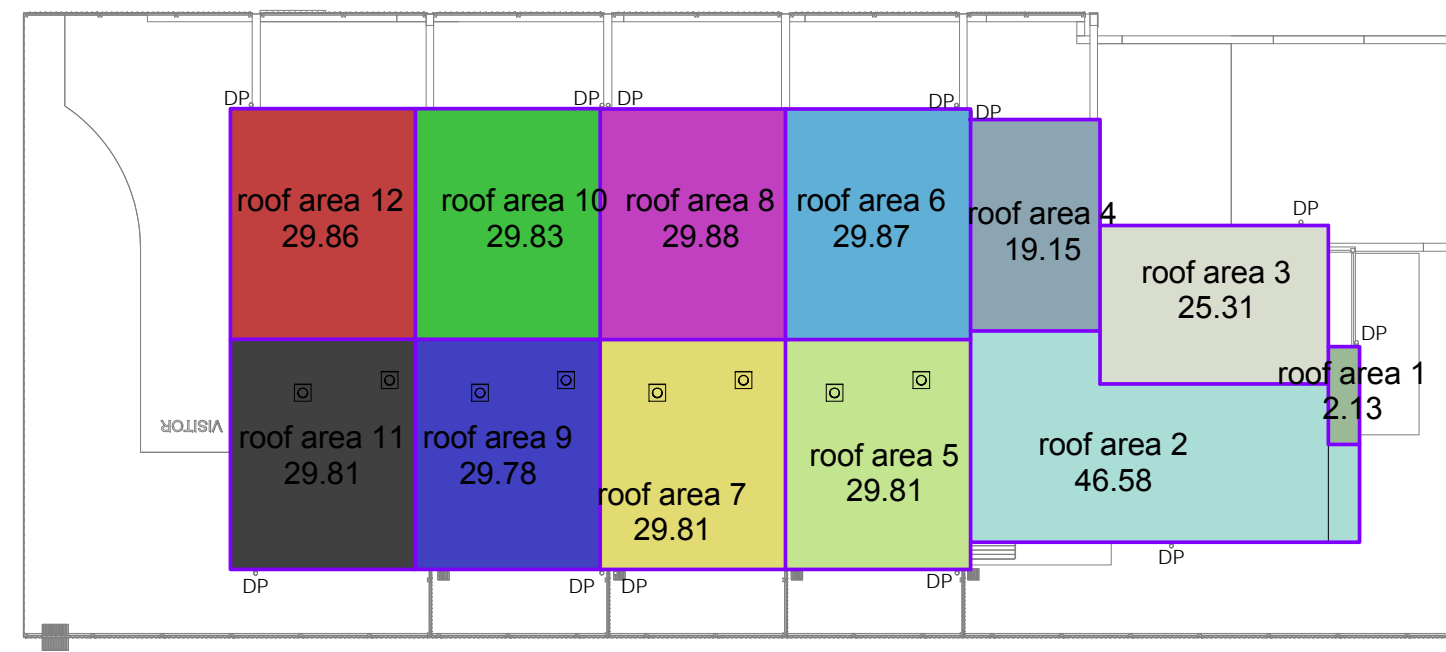 DP
DP
DP
DP
DP
roof area 12
29.86
roof area 10
29.83
roof area 8
29.88
roof area 6
29.87
roof area 4
19.15
DP
roof area 3
25.31
DP
roof area 1
2.13
VISITOR
roof area 11
29.81
roof area 9
29.78
roof area 7
29.81
roof area 5
29.81
roof area 2
46.58
DP
DP
DP
DP
DP